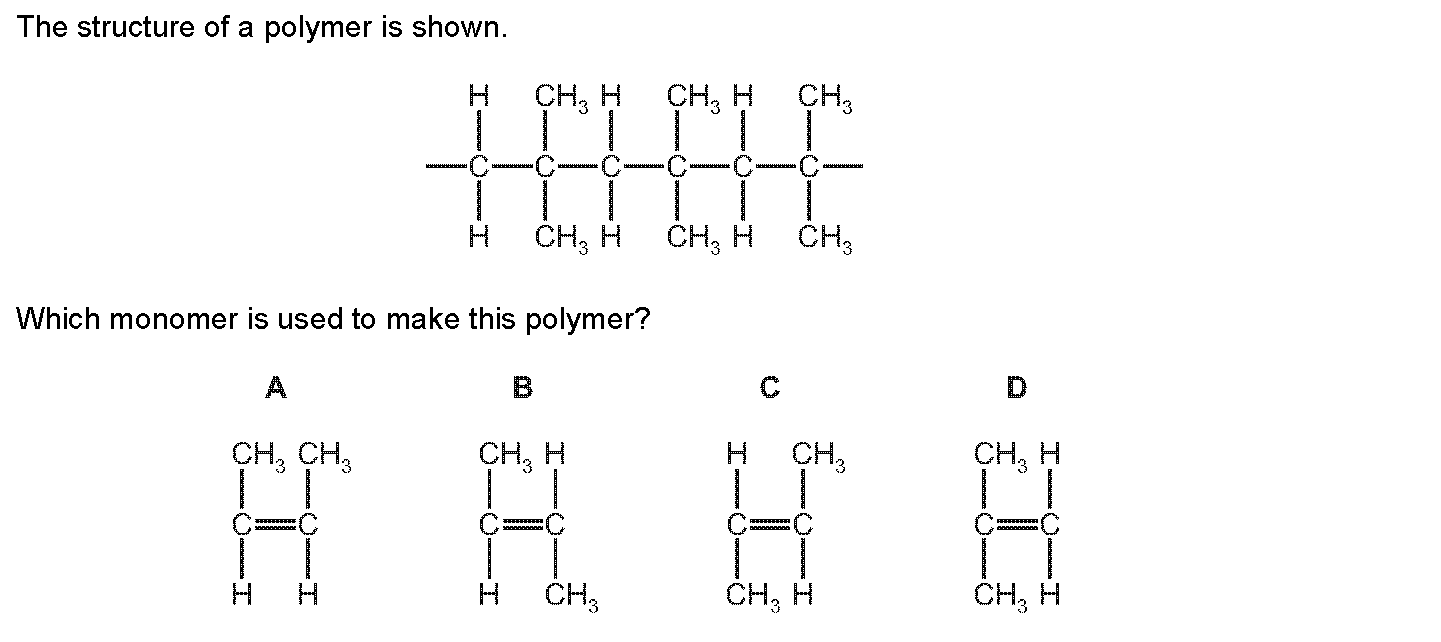 The structure of a polymer is shown.
H CH₃ H CH₃ H CH₃
C C C C C C
H CH₃ H CH₃ H CH₃
Which monomer is used to make this polymer?
A B C D
CH₃ CH₃ CH₃ H H CH₃ CH₃ H
C C C C C C C C
H H H CH₃ CH₃ H CH₃ H